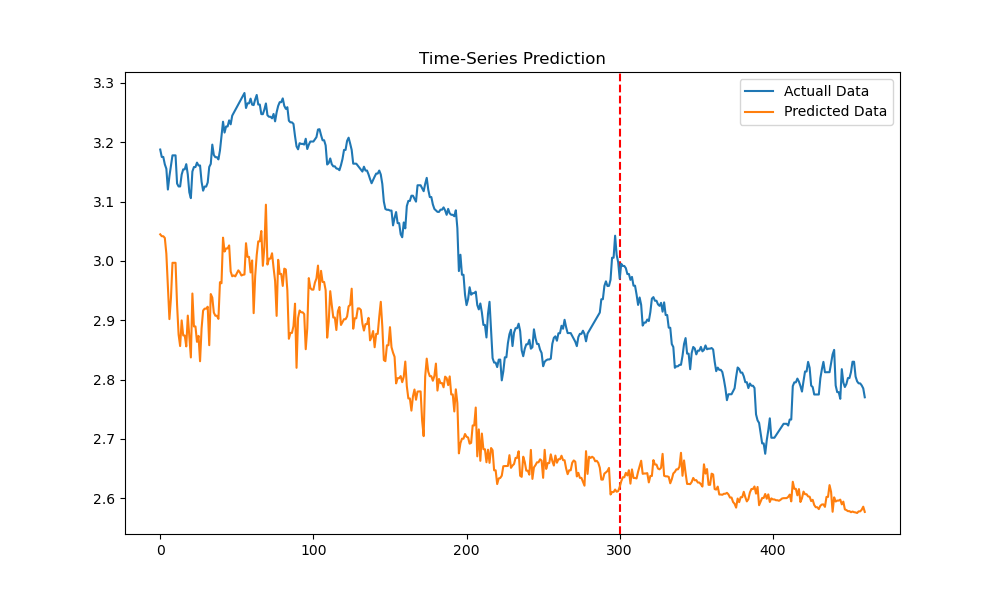 Time-Series Prediction
Actuall Data
Predicted Data
3.3
3.2
3.1
3.0
2.9
2.8
2.7
2.6
0 100 200 300 400